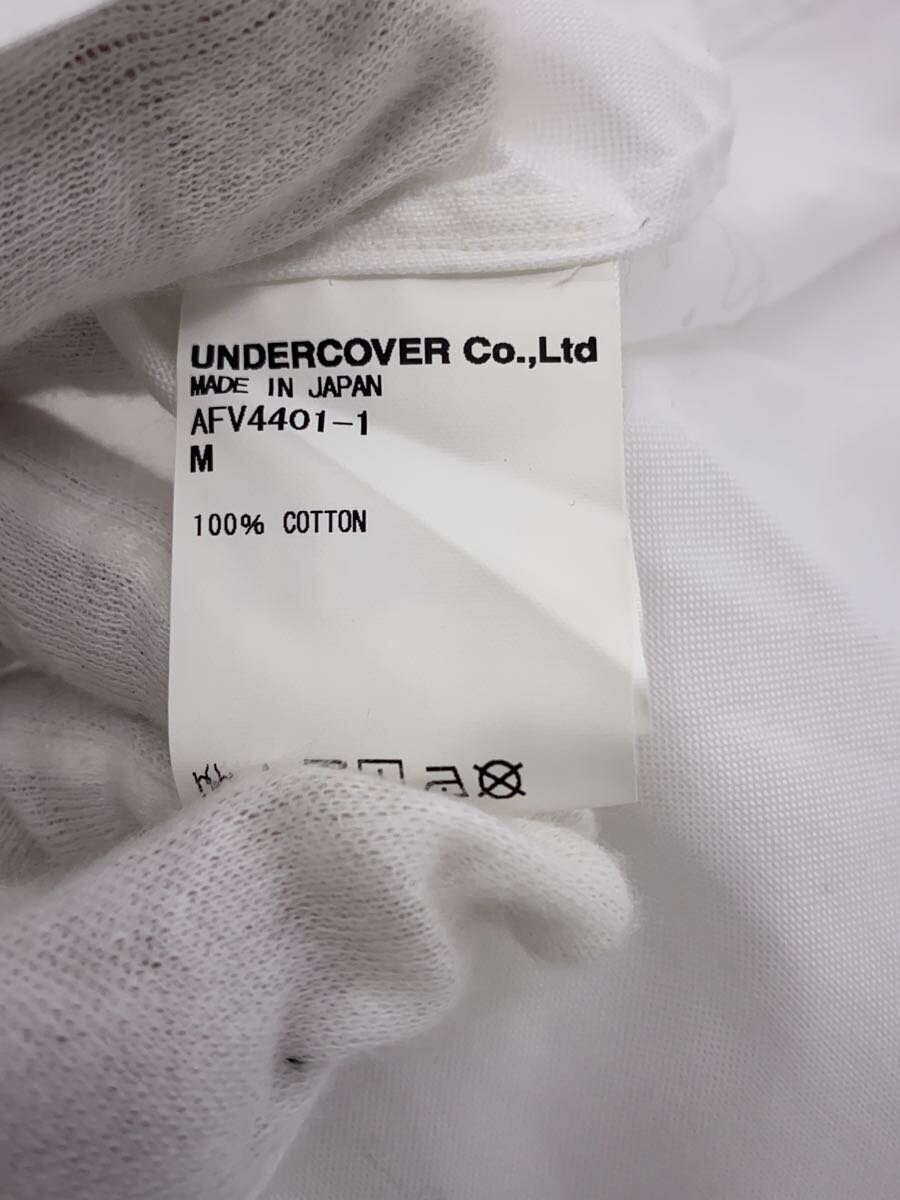 UNDERCOVER Co.,Ltd
MADE IN JAPAN
AFV4401-1
M
100% COTTON